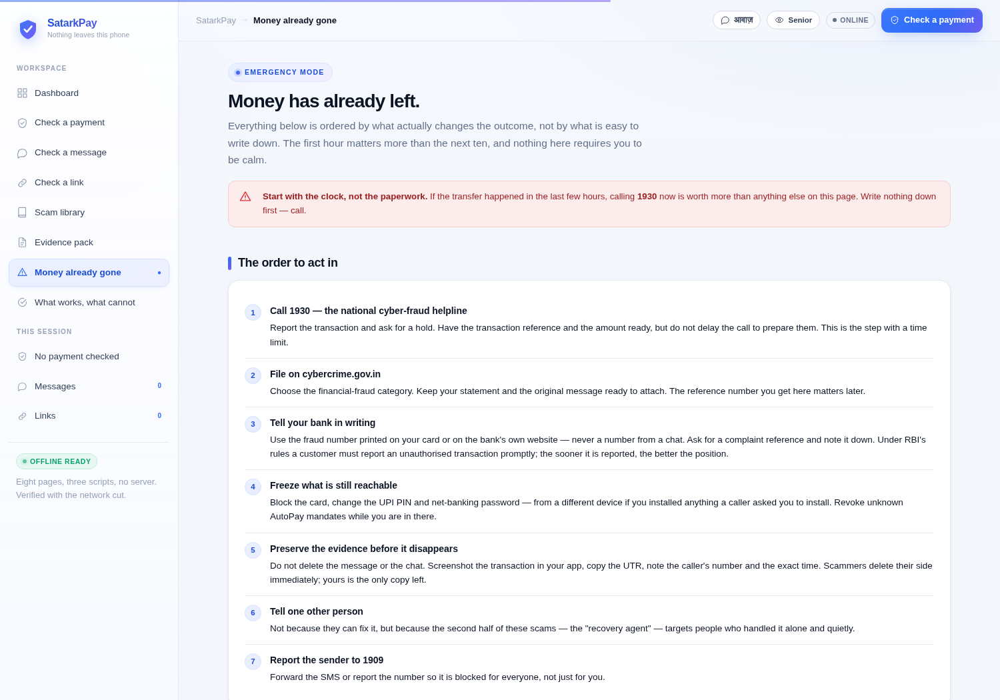 SatarkPay
Nothing leaves this phone
WORKSPACE
Dashboard
Check a payment
Check a message
Check a link
Scam library
Evidence pack
Money already gone
What works, what cannot
THIS SESSION
No payment checked
Messages 0
Links 0
OFFLINE READY
Eight pages, three scripts, no server.
Verified with the network cut.
SatarkPay → Money already gone
आवाज़ Senior ONLINE Check a payment
EMERGENCY MODE
Money has already left.
Everything below is ordered by what actually changes the outcome, not by what is easy to
write down. The first hour matters more than the next ten, and nothing here requires you to
be calm.
Start with the clock, not the paperwork. If the transfer happened in the last few hours, calling 1930 now is worth more than anything else on this page. Write nothing down
first — call.
The order to act in
1 Call 1930 — the national cyber-fraud helpline
Report the transaction and ask for a hold. Have the transaction reference and the amount ready, but do not delay the call to prepare them. This is the step with a time
limit.
2 File on cybercrime.gov.in
Choose the financial-fraud category. Keep your statement and the original message ready to attach. The reference number you get here matters later.
3 Tell your bank in writing
Use the fraud number printed on your card or on the bank's own website — never a number from a chat. Ask for a complaint reference and note it down. Under RBI's
rules a customer must report an unauthorised transaction promptly; the sooner it is reported, the better the position.
4 Freeze what is still reachable
Block the card, change the UPI PIN and net-banking password — from a different device if you installed anything a caller asked you to install. Revoke unknown
AutoPay mandates while you are in there.
5 Preserve the evidence before it disappears
Do not delete the message or the chat. Screenshot the transaction in your app, copy the UTR, note the caller's number and the exact time. Scammers delete their side
immediately; yours is the only copy left.
6 Tell one other person
Not because they can fix it, but because the second half of these scams — the "recovery agent" — targets people who handled it alone and quietly.
7 Report the sender to 1909
Forward the SMS or report the number so it is blocked for everyone, not just for you.